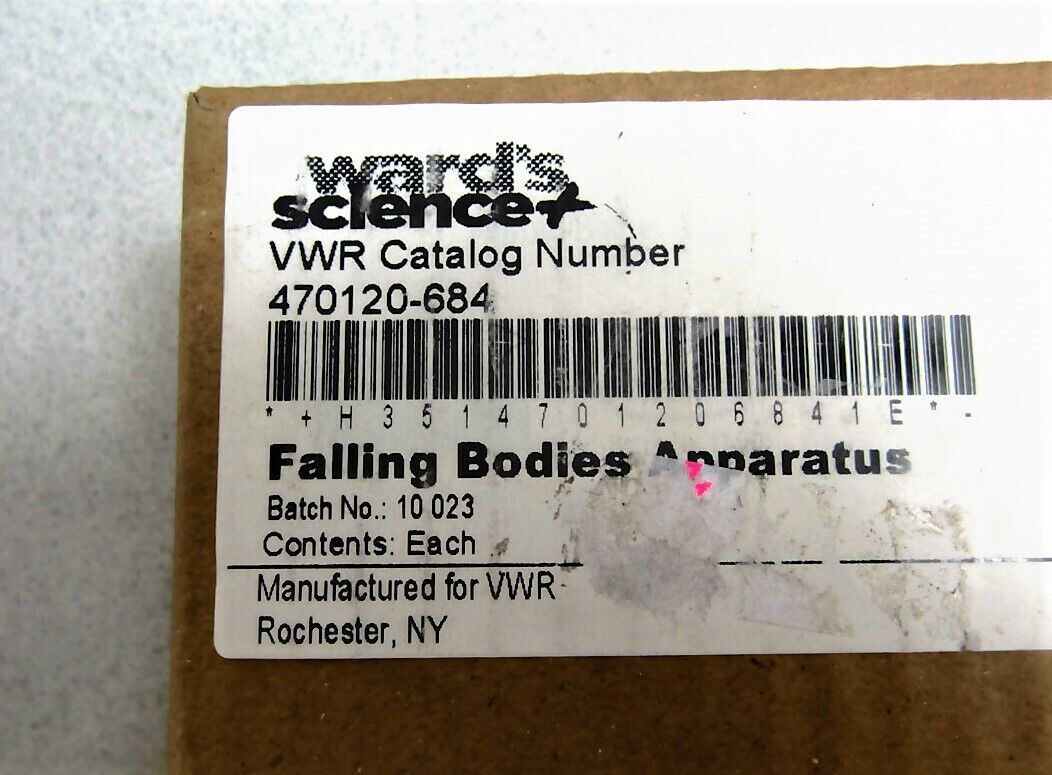 ward's
science+
VWR Catalog Number
470120-684
*+H3514701206841E*-
Falling Bodies Apparatus
Batch No.: 10 023
Contents: Each
Manufactured for VWR
Rochester, NY